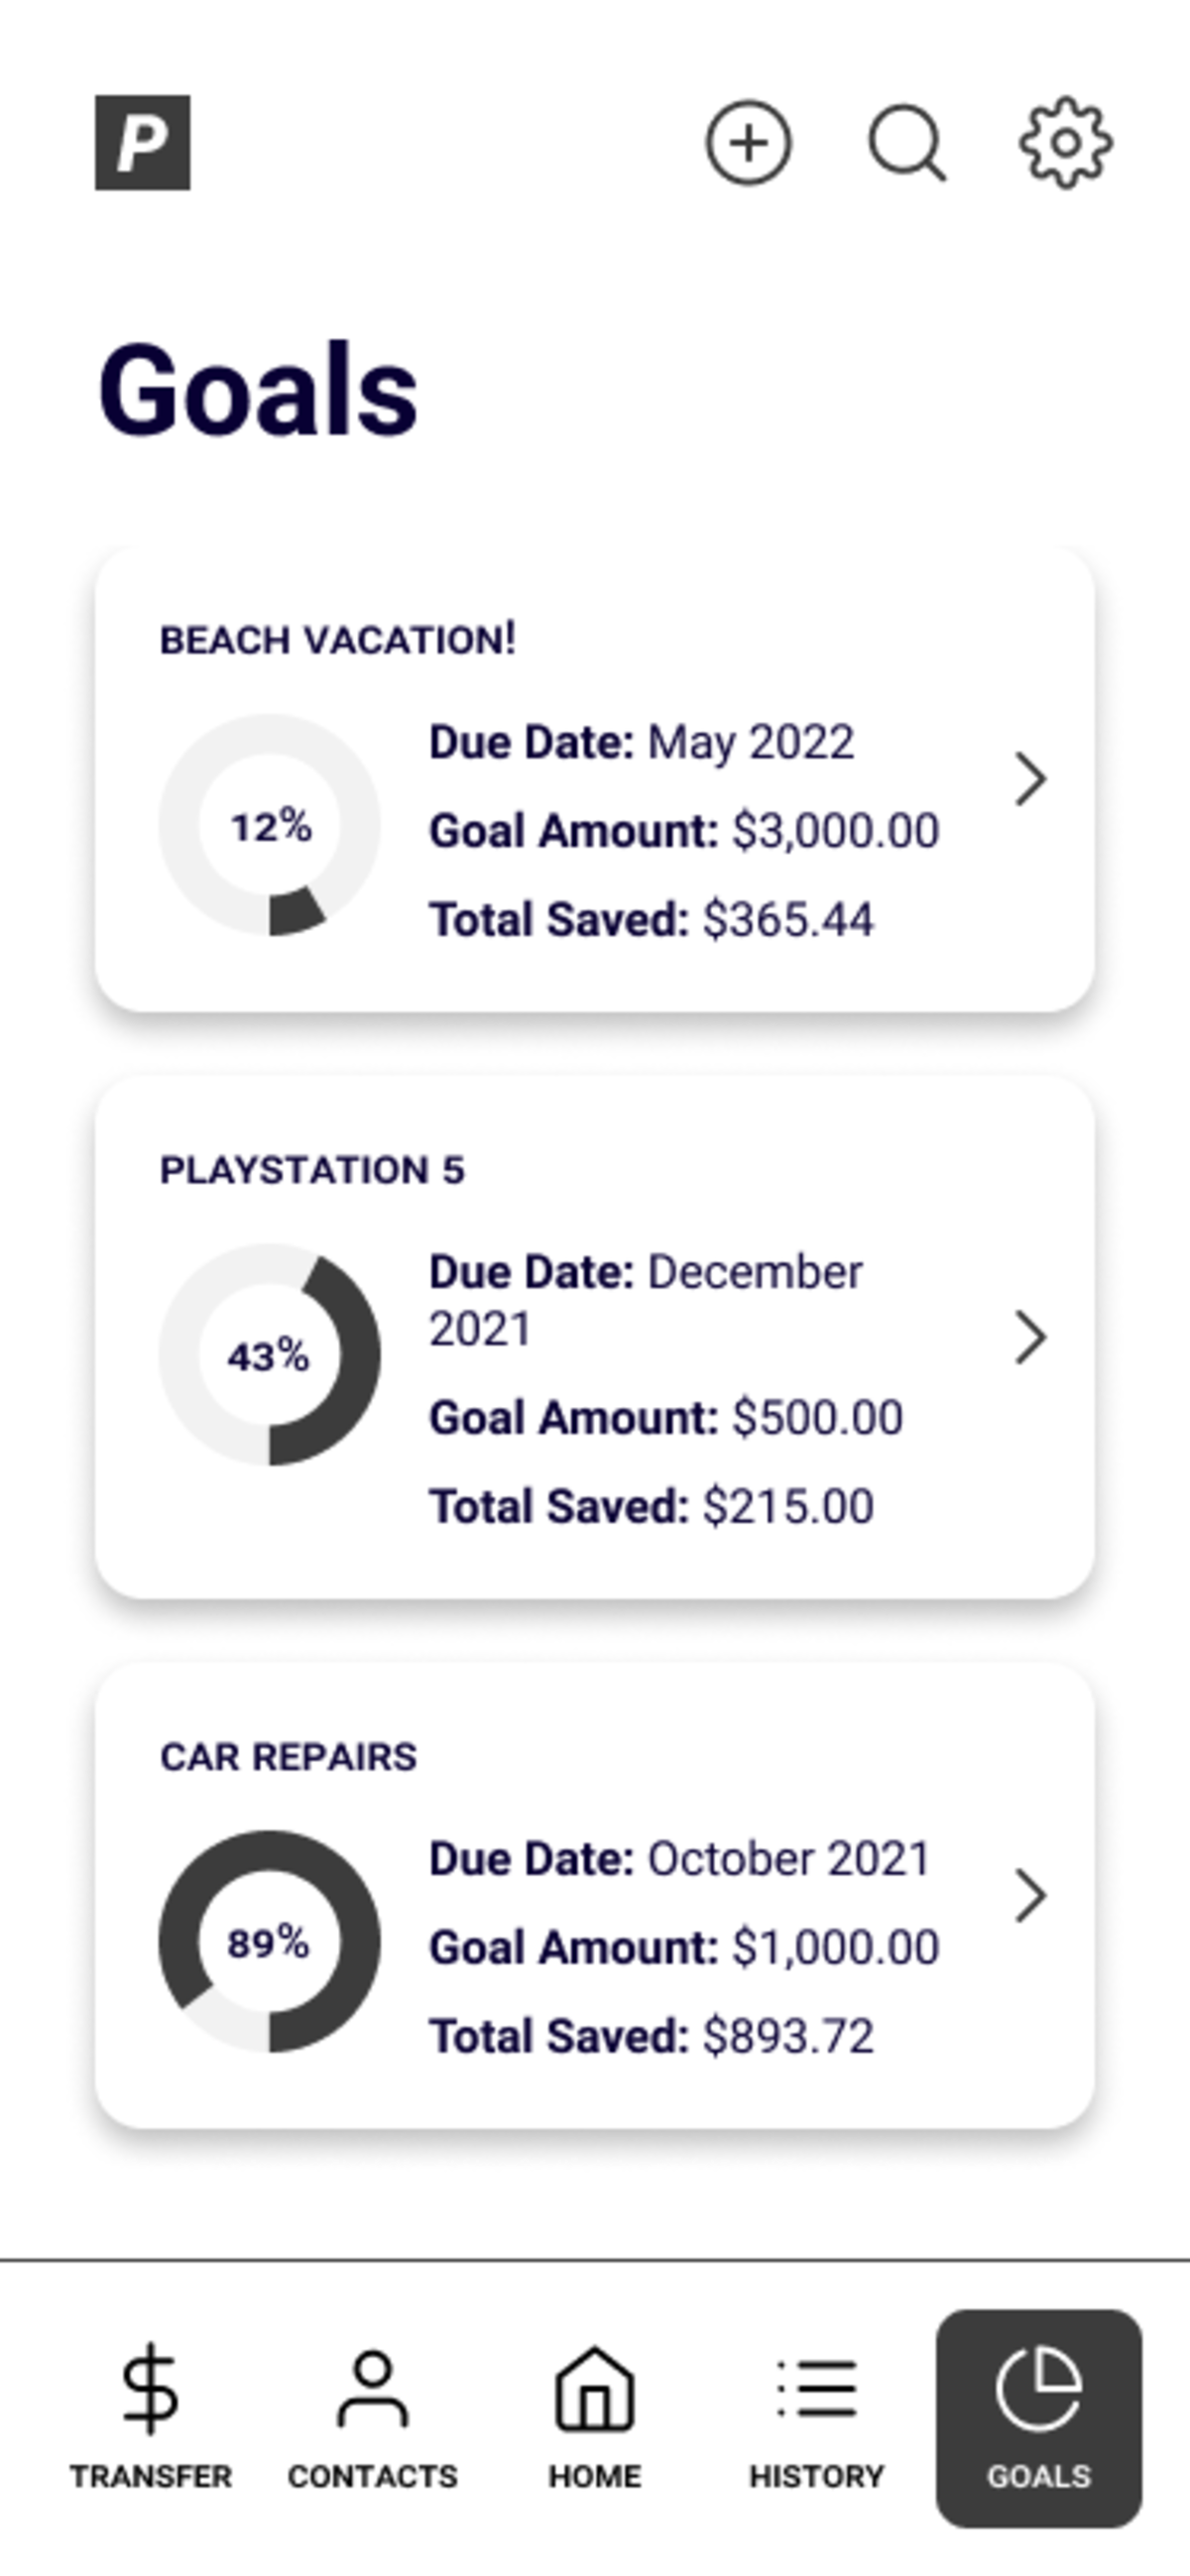 P
Goals
BEACH VACATION!
12%
Due Date: May 2022
Goal Amount: $3,000.00
Total Saved: $365.44
PLAYSTATION 5
43%
Due Date: December
2021
Goal Amount: $500.00
Total Saved: $215.00
CAR REPAIRS
89%
Due Date: October 2021
Goal Amount: $1,000.00
Total Saved: $893.72
TRANSFER
CONTACTS
HOME
HISTORY
GOALS